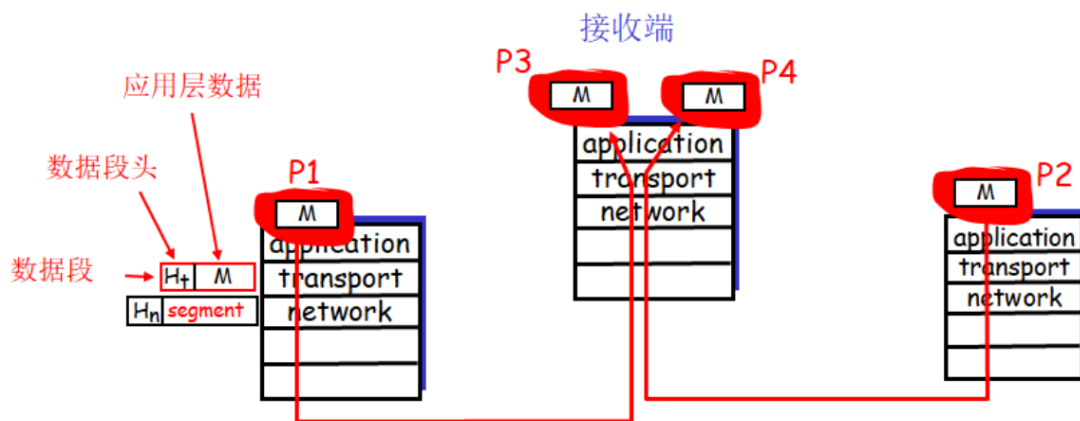 接收端
P3
P4
M
M
应用层数据
数据段头
数据段
P1
M
application
transport
network
Ht M
Hn segment
application
transport
network
P2
M
application
transport
network